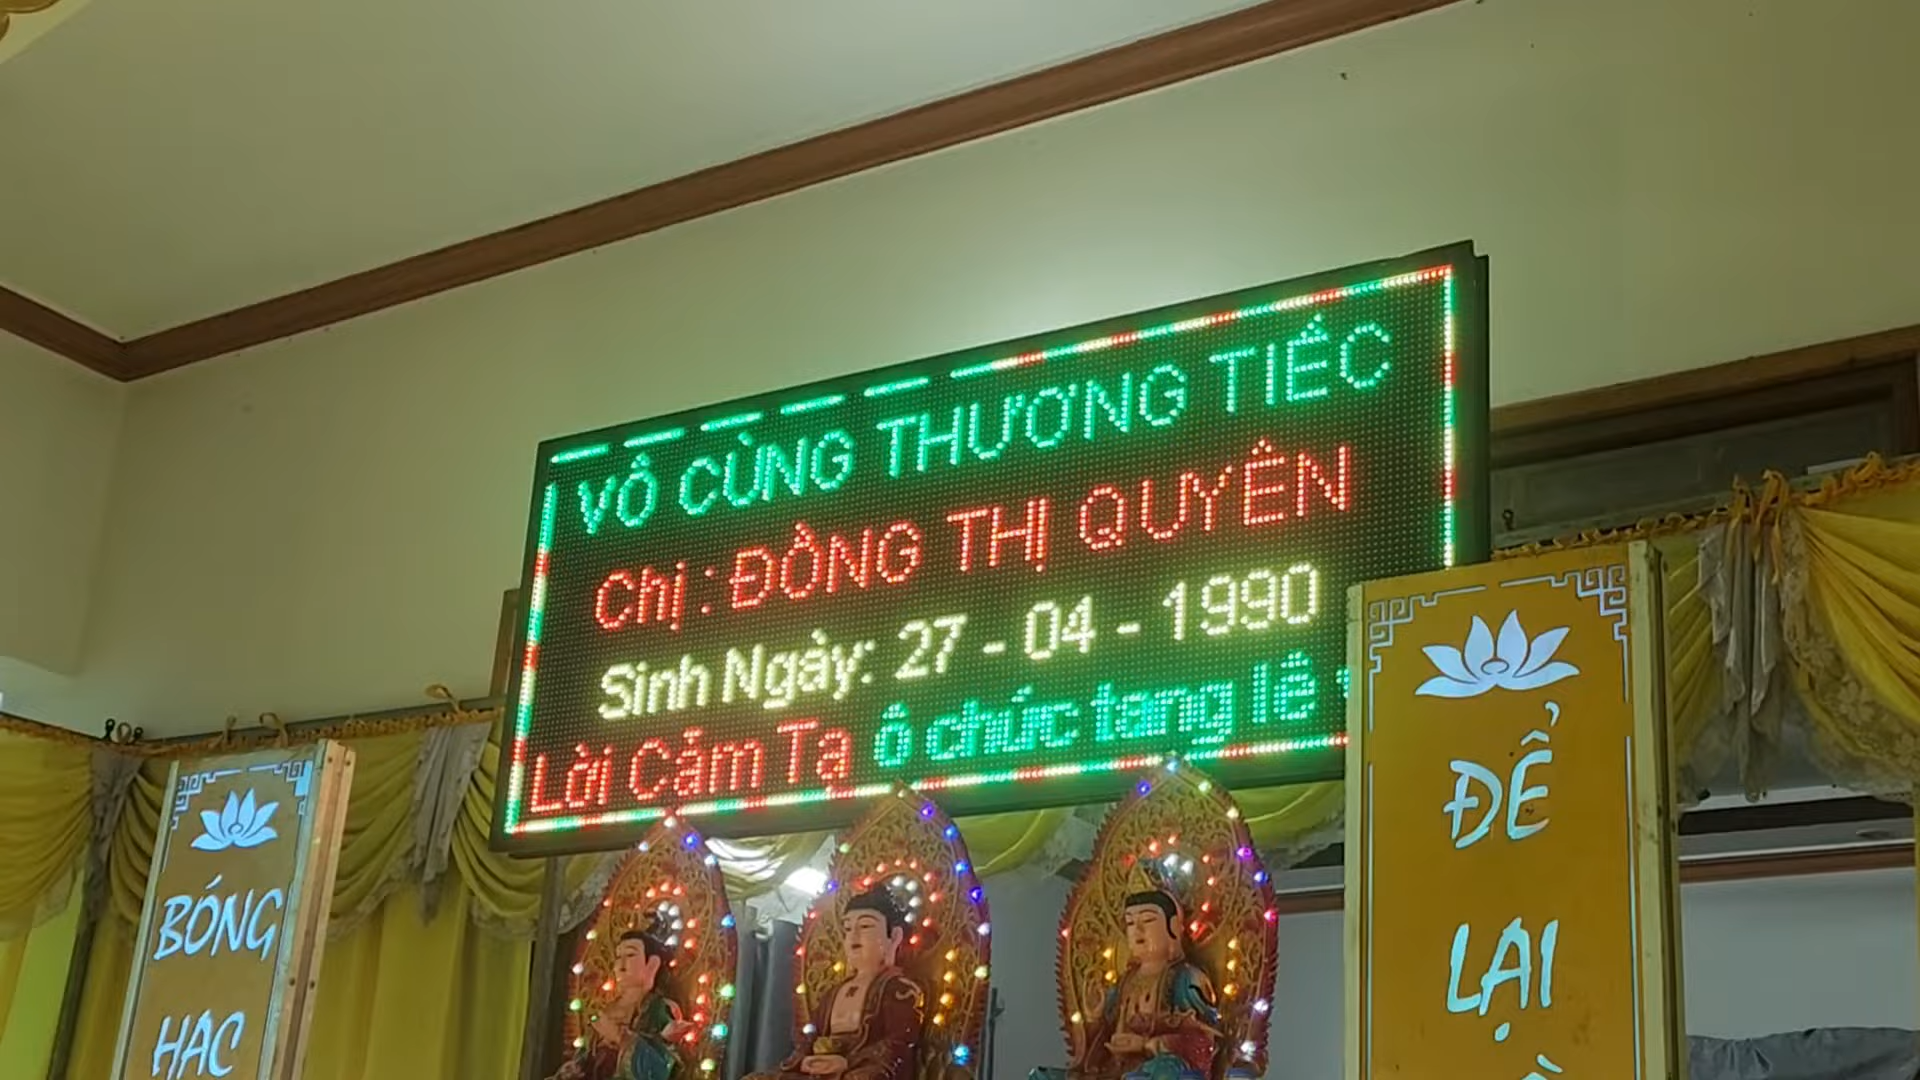 VÔ CÙNG THƯƠNG TIẾC
Chị : ĐỒNG THỊ QUYÊN
Sinh Ngày: 27 - 04 - 1990
Lời Cảm Tạ ổ chức tang lễ
BÓNG
HẠC
ĐỂ
LẠI